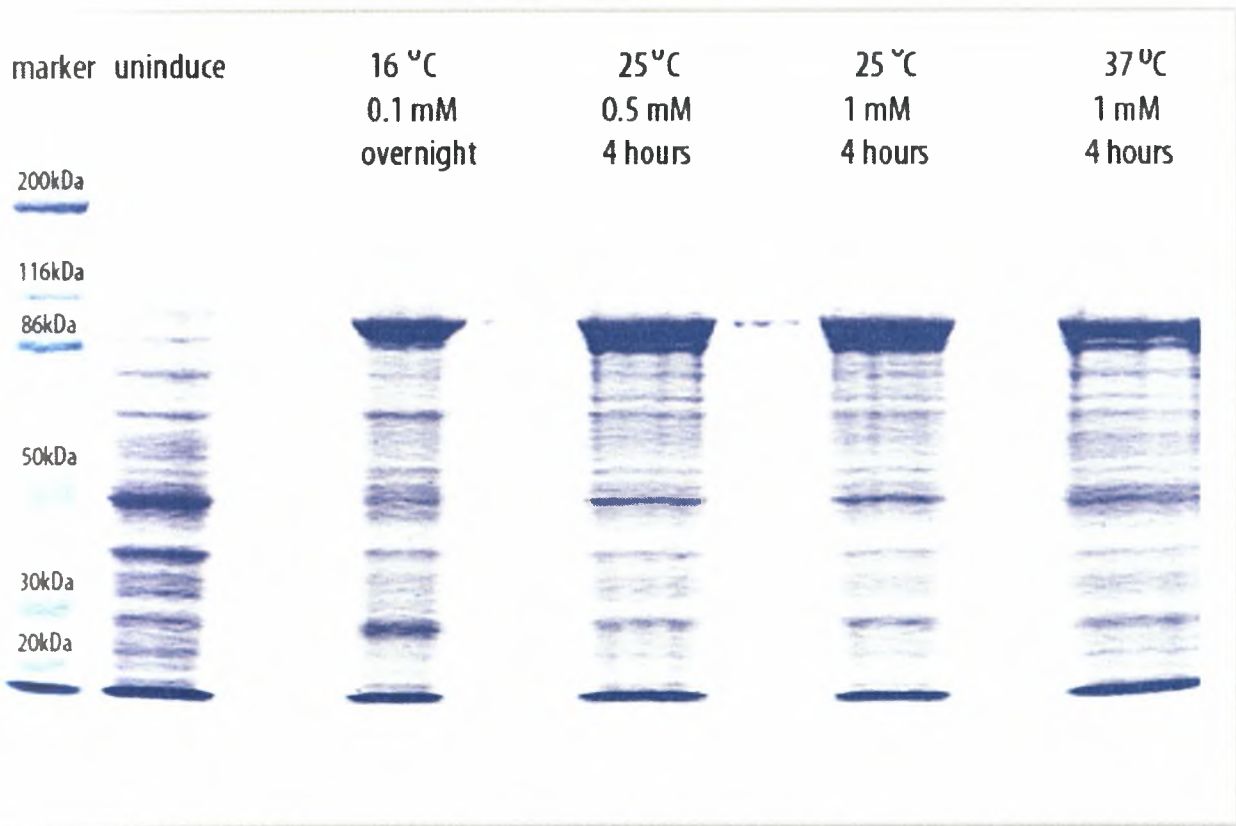 marker uninduce 16 °C 25°C 25 °C 37 °C
0.1 mM 0.5 mM 1 mM 1 mM
overnight 4 hours 4 hours 4 hours
200kDa
116kDa
86kDa
50kDa
30kDa
20kDa